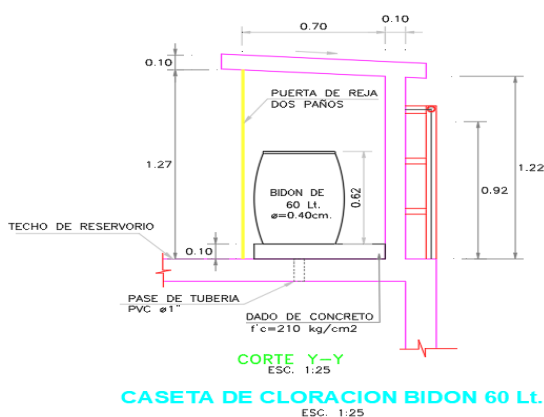 0.70
0.10
0.10
PUERTA DE REJA
DOS PAÑOS
1.27
BIDON DE
60 Lt.
ø=0.40cm.
0.62
0.92
1.22
TECHO DE RESERVORIO
0.10
PASE DE TUBERIA
PVC ø1"
DADO DE CONCRETO
f'c=210 kg/cm2
CORTE Y-Y
ESC. 1:25
CASETA DE CLORACION BIDON 60 Lt.
ESC. 1:25